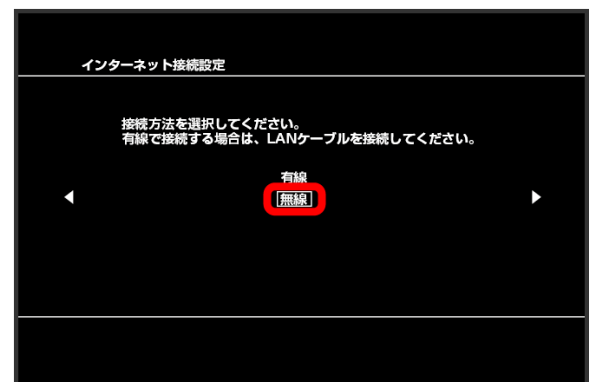 インターネット接続設定
接続方法を選択してください。
有線で接続する場合は、LANケーブルを接続してください。
有線
無線